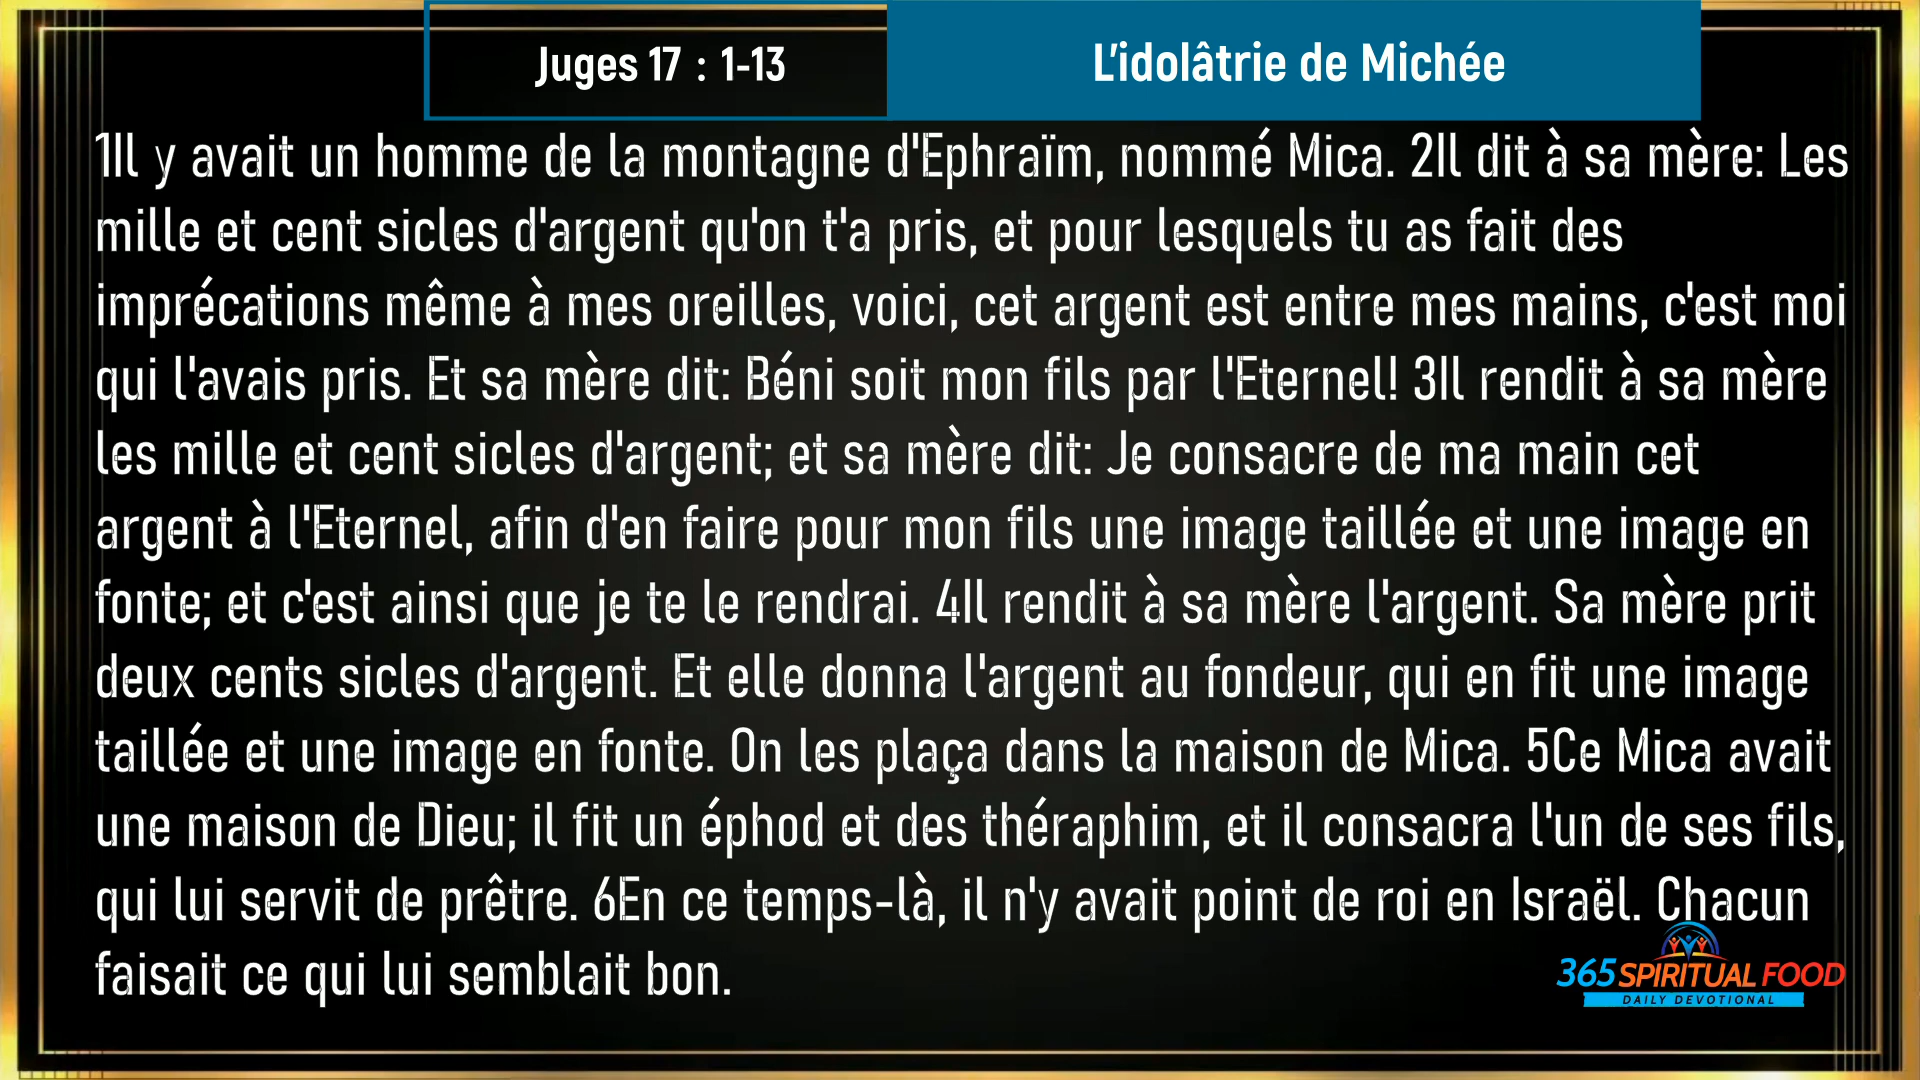 Juges 17 : 1-13
L'idolâtrie de Michée
1Il y avait un homme de la montagne d'Ephraïm, nommé Mica. 2Il dit à sa mère: Les
mille et cent sicles d'argent qu'on t'a pris, et pour lesquels tu as fait des
imprécations même à mes oreilles, voici, cet argent est entre mes mains, c'est moi
qui l'avais pris. Et sa mère dit: Béni soit mon fils par l'Eternel! 3Il rendit à sa mère
les mille et cent sicles d'argent; et sa mère dit: Je consacre de ma main cet
argent à l'Eternel, afin d'en faire pour mon fils une image taillée et une image en
fonte; et c'est ainsi que je te le rendrai. 4Il rendit à sa mère l'argent. Sa mère prit
deux cents sicles d'argent. Et elle donna l'argent au fondeur, qui en fit une image
taillée et une image en fonte. On les plaça dans la maison de Mica. 5Ce Mica avait
une maison de Dieu; il fit un éphod et des théraphim, et il consacra l'un de ses fils,
qui lui servit de prêtre. 6En ce temps-là, il n'y avait point de roi en Israël. Chacun
faisait ce qui lui semblait bon.
365 SPIRITUAL FOOD
DAILY DEVOTIONAL